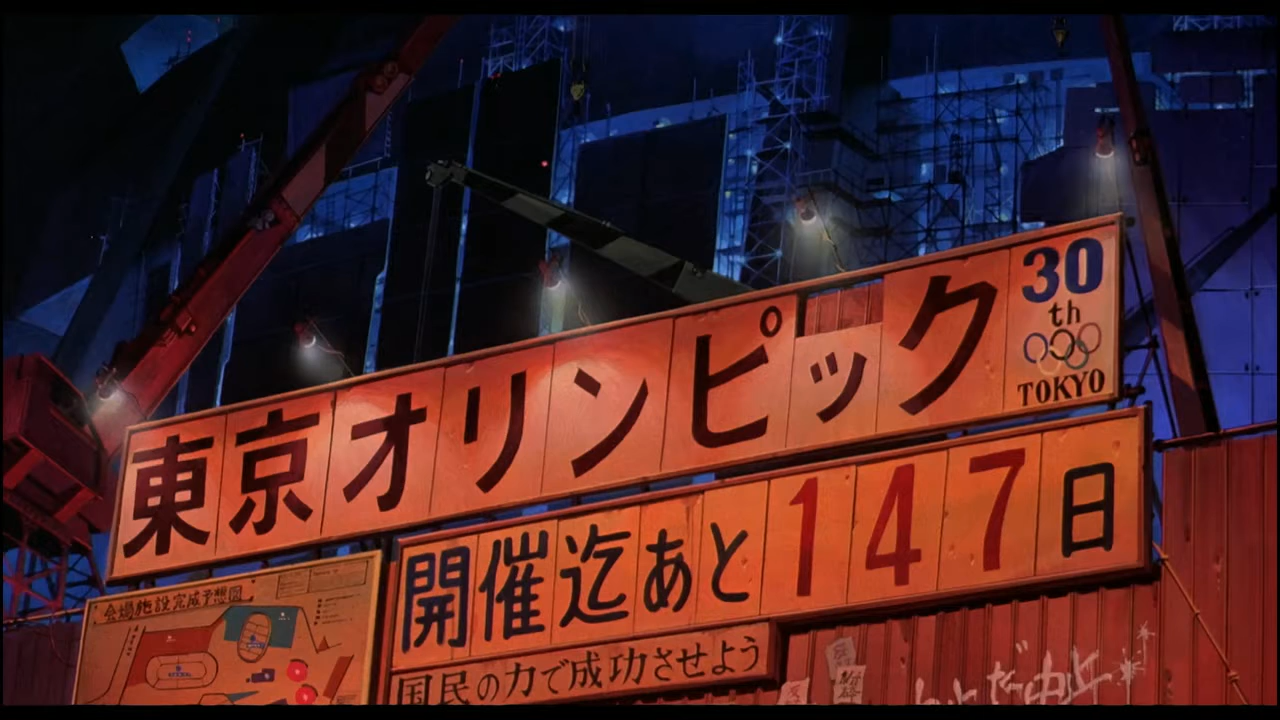 東京オリンピック
30
th
TOKYO
開催迄あと147日
会場施設完成予想図
国民の力で成功させよう
中止